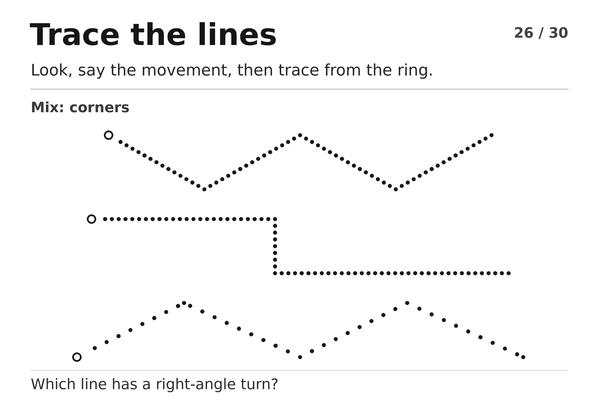 Trace the lines
26 / 30
Look, say the movement, then trace from the ring.
Mix: corners
Which line has a right-angle turn?